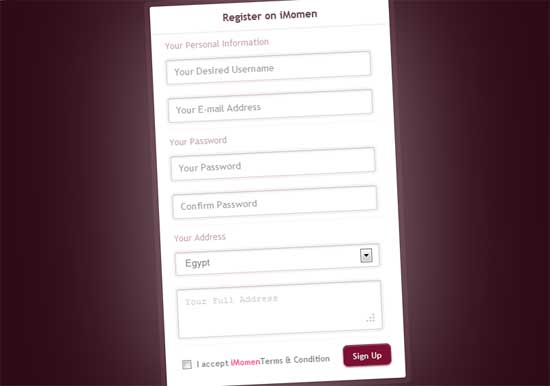 Register on iMomen
Your Personal Information
Your Desired Username
Your E-mail Address
Your Password
Your Password
Confirm Password
Your Address
Egypt
Your Full Address
I accept iMomenTerms & Condition
Sign Up